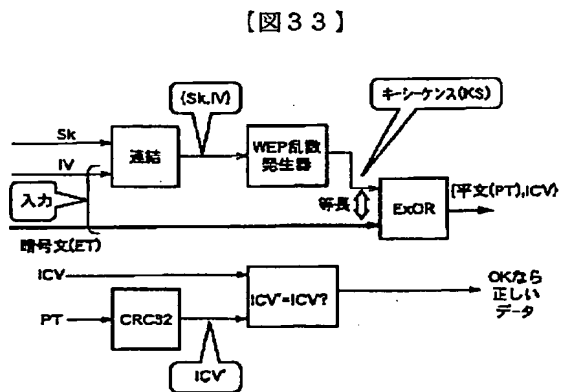 【図３３】
{Sk,IV}
キーシーケンス(KS)
Sk
IV
連結
WEP乱数
発生器
入力
等長
ExOR
{平文(PT),ICV}
暗号文(ET)
ICV
ICV'=ICV?
OKなら
正しい
データ
PT
CRC32
ICV'